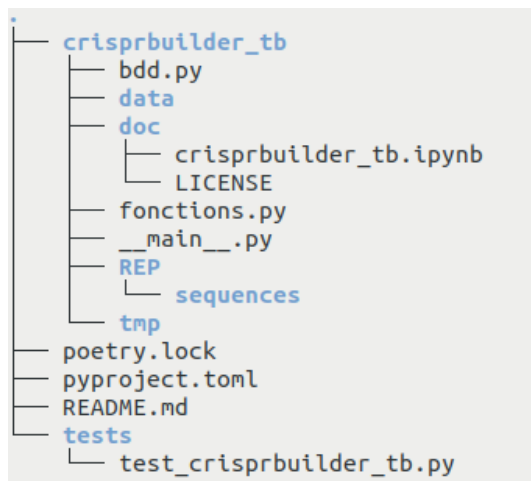 .
├── crisprbuilder_tb
│   ├── bdd.py
│   ├── data
│   ├── doc
│   │   ├── crisprbuilder_tb.ipynb
│   │   └── LICENSE
│   ├── fonctions.py
│   ├── __main__.py
│   ├── REP
│   │   └── sequences
│   └── tmp
├── poetry.lock
├── pyproject.toml
├── README.md
└── tests
    └── test_crisprbuilder_tb.py